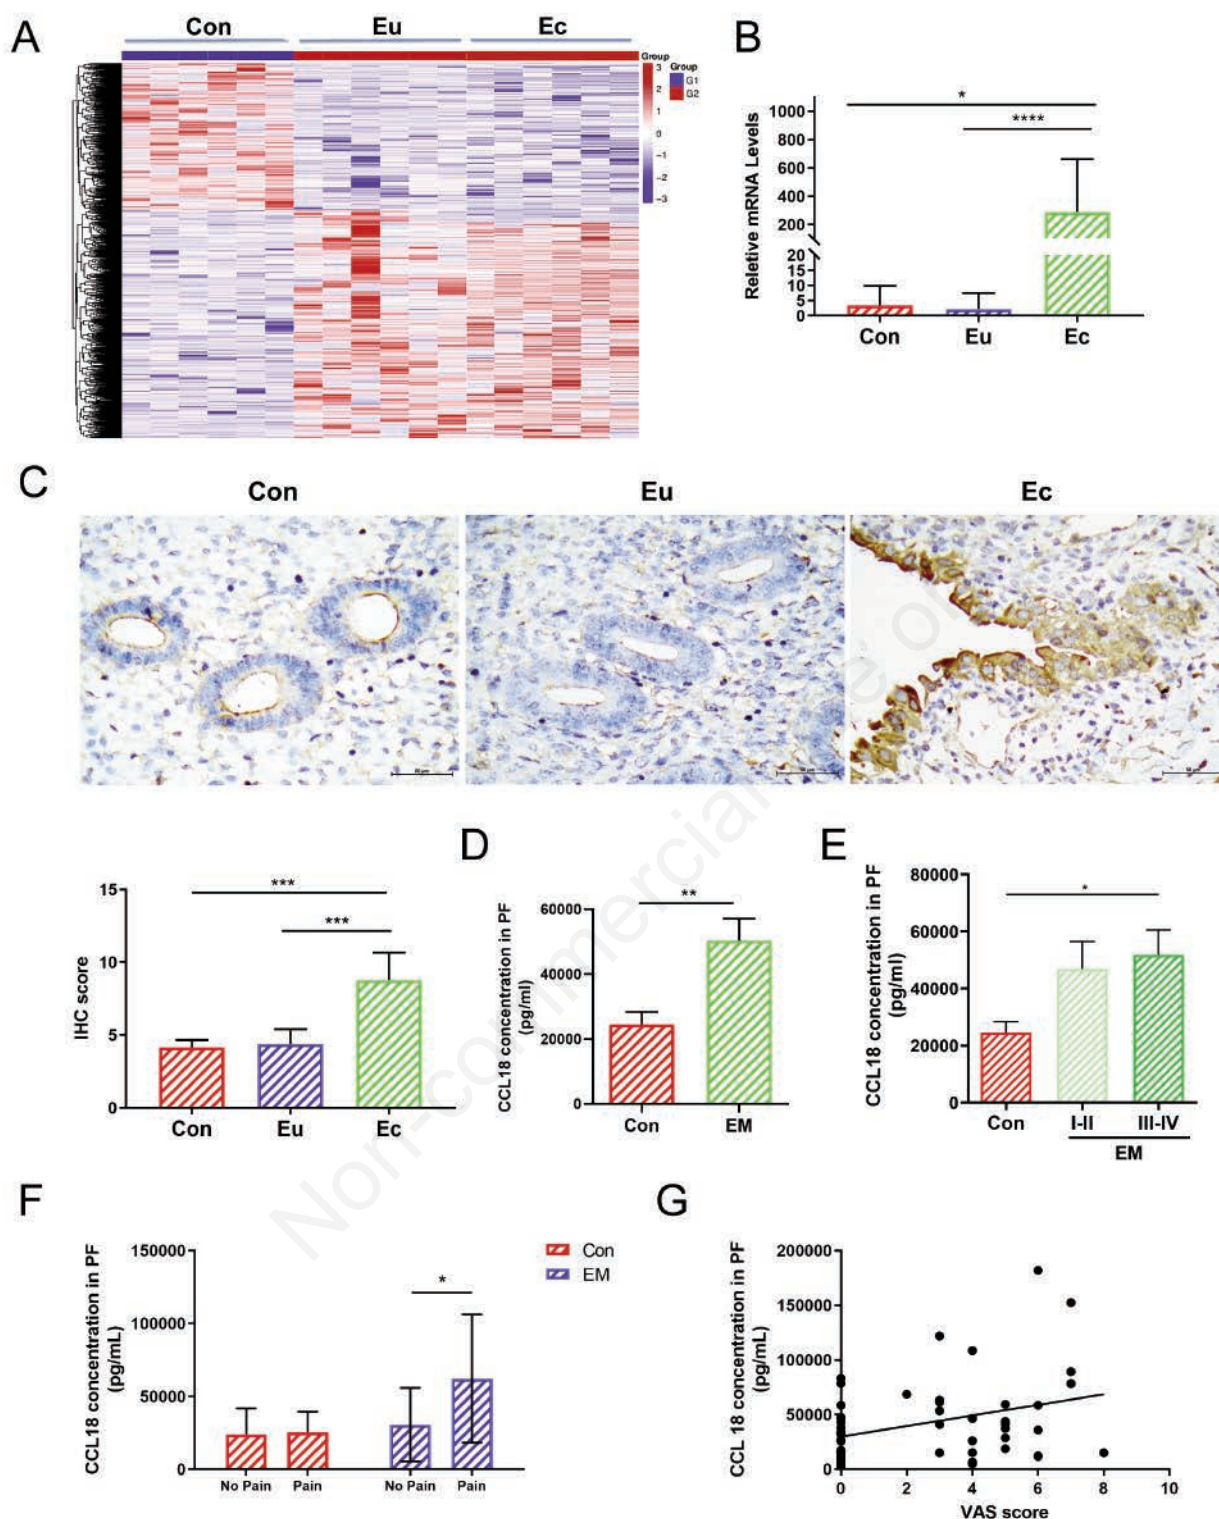 A
Con
Eu
Ec
Group
3
2
1
0
-1
-2
-3
Group
G1
G2
B
Reletive mRNA Levels
1000
800
600
400
200
20
15
10
5
0
*
****
Con
Eu
Ec
C
Con
Eu
Ec
IHC score
15
10
5
0
***
***
Con
Eu
Ec
D
CCL18 concentration in PF
(pg/ml)
60000
40000
20000
0
**
Con
EM
E
CCL18 concentration in PF
(pg/ml)
80000
60000
40000
20000
0
*
Con
I-II
III-IV
EM
F
CCL18 concentration in PF
(pg/mL)
150000
100000
50000
0
*
No Pain
Pain
No Pain
Pain
Con
EM
G
CCL 18 concentration in PF
(pg/mL)
200000
150000
100000
50000
0
0
2
4
6
8
10
VAS score
Non-commercial